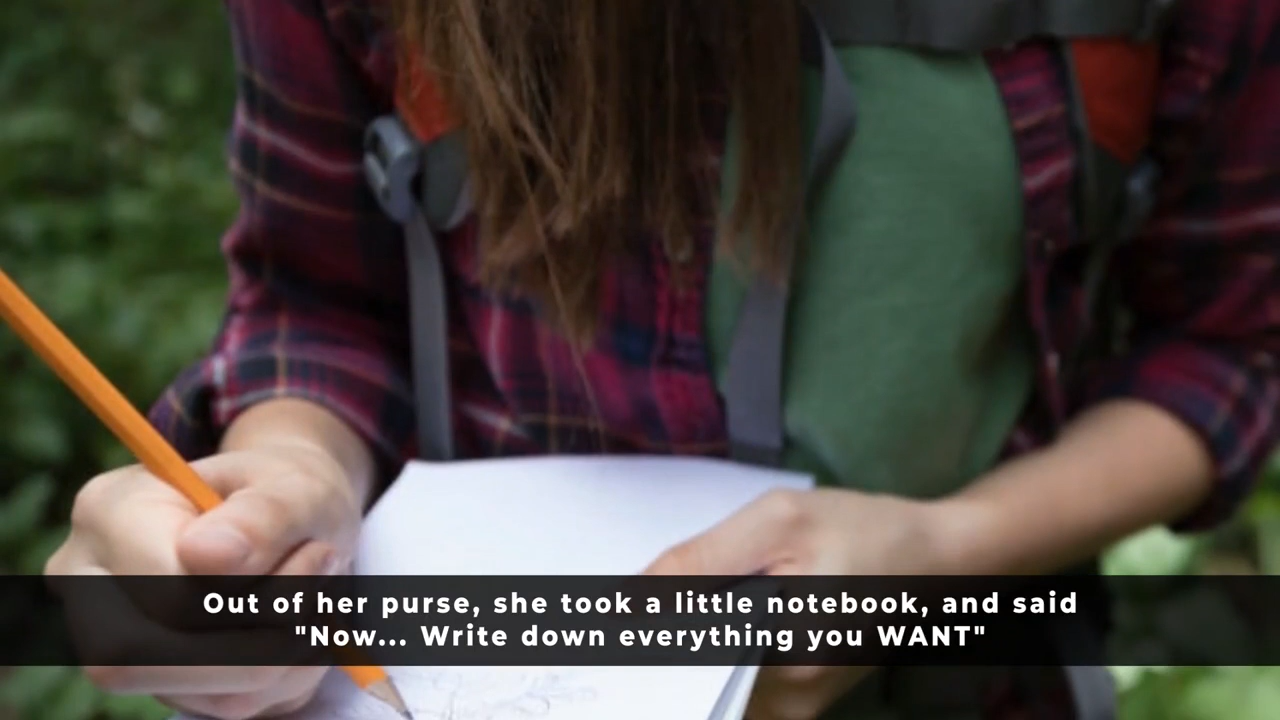 Out of her purse, she took a little notebook, and said
"Now... Write down everything you WANT"